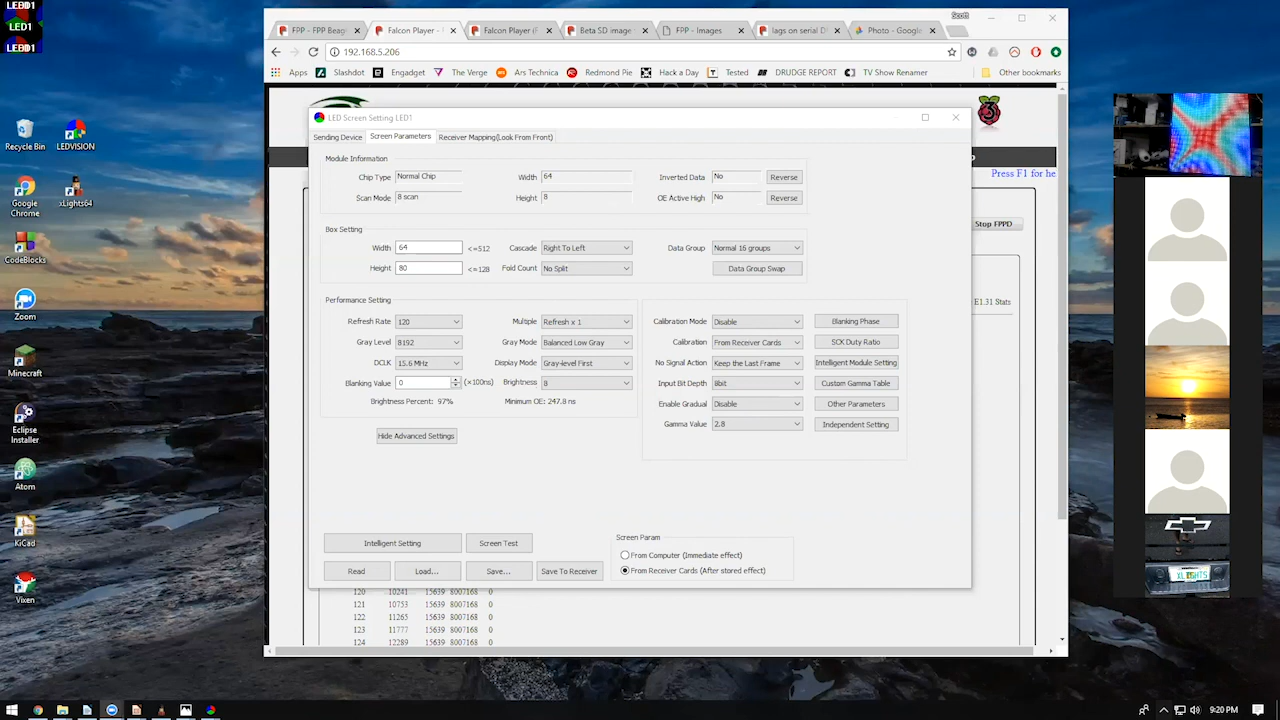 LED1
LED1
LED1
Scott
FPP - FPP Beag
Falcon Player -
Falcon Player (F
Beta SD image
FPP - Images
lags on serial D
Photo - Google
192.168.5.206
Apps
Slashdot
Engadget
The Verge
Ars Technica
Redmond Pie
Hack a Day
Tested
DRUDGE REPORT
TV Show Renamer
Other bookmarks
Press F1 for he
Stop FPPD
E1.31 Stats
LED Screen Setting LED1
Sending Device
Screen Parameters
Receiver Mapping(Look From Front)
Module Information
Chip Type Normal Chip Width 64 Inverted Data No Reverse
Scan Mode 8 scan Height 8 OE Active High No Reverse
Box Setting
Width 64 <=512 Cascade Right To Left Data Group Normal 16 groups
Height 80 <=128 Fold Count No Split Data Group Swap
Performance Setting
Refresh Rate 120 Multiple Refresh x 1 Calibration Mode Disable Blanking Phase
Gray Level 8192 Gray Mode Balanced Low Gray Calibration From Receiver Cards SCK Duty Ratio
DCLK 15.6 MHz Display Mode Gray-level First No Signal Action Keep the Last Frame Intelligent Module Setting
Blanking Value 0 (×100ns) Brightness 8 Input Bit Depth 8bit Custom Gamma Table
Brightness Percent: 97% Minimum OE: 247.8 ns Enable Gradual Disable Other Parameters
Gamma Value 2.8 Independent Setting
Hide Advanced Settings
Intelligent Setting
Screen Test
Read
Load...
Save...
Save To Receiver
Screen Param
From Computer (Immediate effect)
From Receiver Cards (After stored effect)
120 10241 15639 8007168 0
121 10753 15639 8007168 0
122 11265 15639 8007168 0
123 11777 15639 8007168 0
124 12289 15639 8007168 0
Recycle Bin
LEDVISION
Google Chrome
xLights64
CodeBlocks
Zoom
Minecraft
Eclipse Installer
Atom
KiCad
Vixen
XLIGHTS
9:20 PM